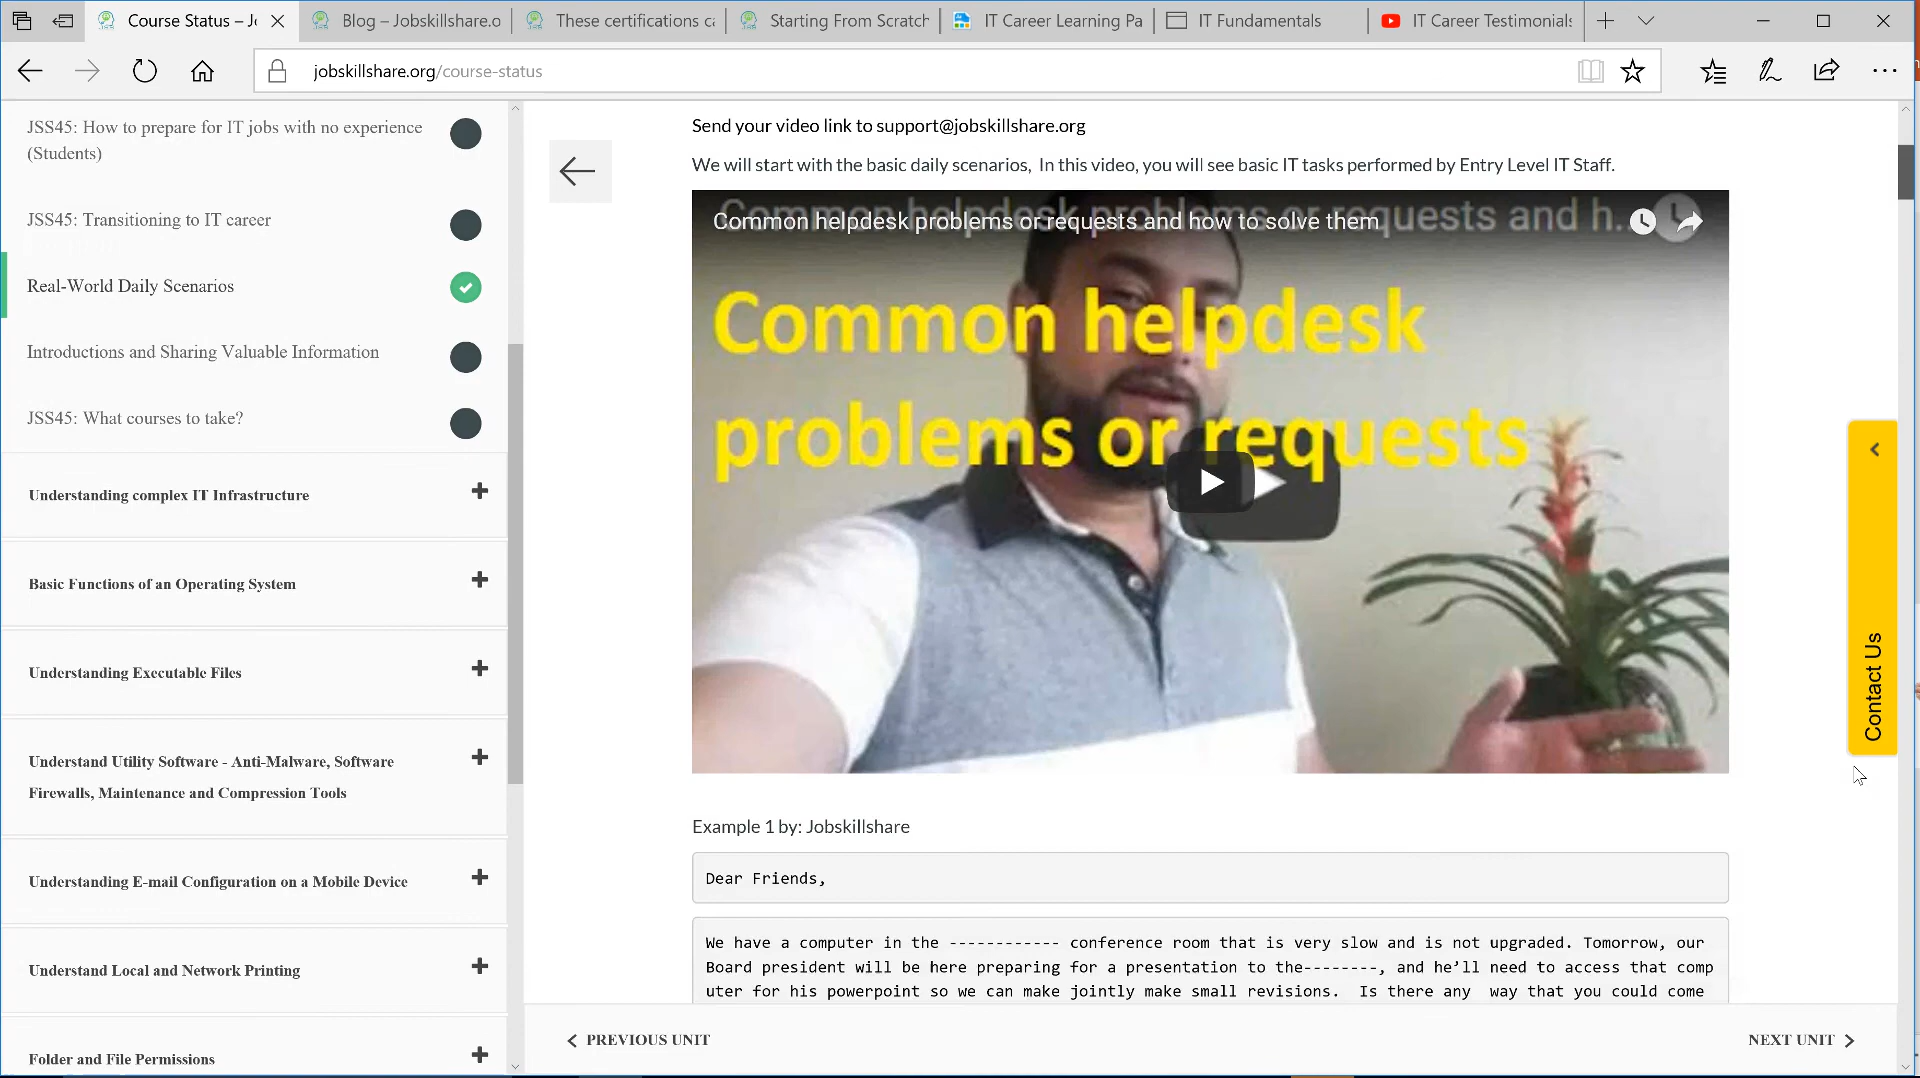 Course Status – Jo
Blog – Jobskillshare.o
These certifications ca
Starting From Scratch
IT Career Learning Pa
IT Fundamentals
IT Career Testimonials
jobskillshare.org/course-status
JSS45: How to prepare for IT jobs with no experience
(Students)
JSS45: Transitioning to IT career
Real-World Daily Scenarios
Introductions and Sharing Valuable Information
JSS45: What courses to take?
Understanding complex IT Infrastructure
Basic Functions of an Operating System
Understanding Executable Files
Understand Utility Software - Anti-Malware, Software
Firewalls, Maintenance and Compression Tools
Understanding E-mail Configuration on a Mobile Device
Understand Local and Network Printing
Folder and File Permissions
Send your video link to support@jobskillshare.org
We will start with the basic daily scenarios,  In this video, you will see basic IT tasks performed by Entry Level IT Staff.
Common helpdesk problems or requests and how to solve them
Common helpdesk problems or requests and h...
Common helpdesk
problems or requests
Example 1 by: Jobskillshare
Dear Friends,
We have a computer in the ------------ conference room that is very slow and is not upgraded. Tomorrow, our
Board president will be here preparing for a presentation to the--------, and he’ll need to access that comp
uter for his powerpoint so we can make jointly make small revisions.  Is there any  way that you could come
PREVIOUS UNIT
NEXT UNIT
Contact Us